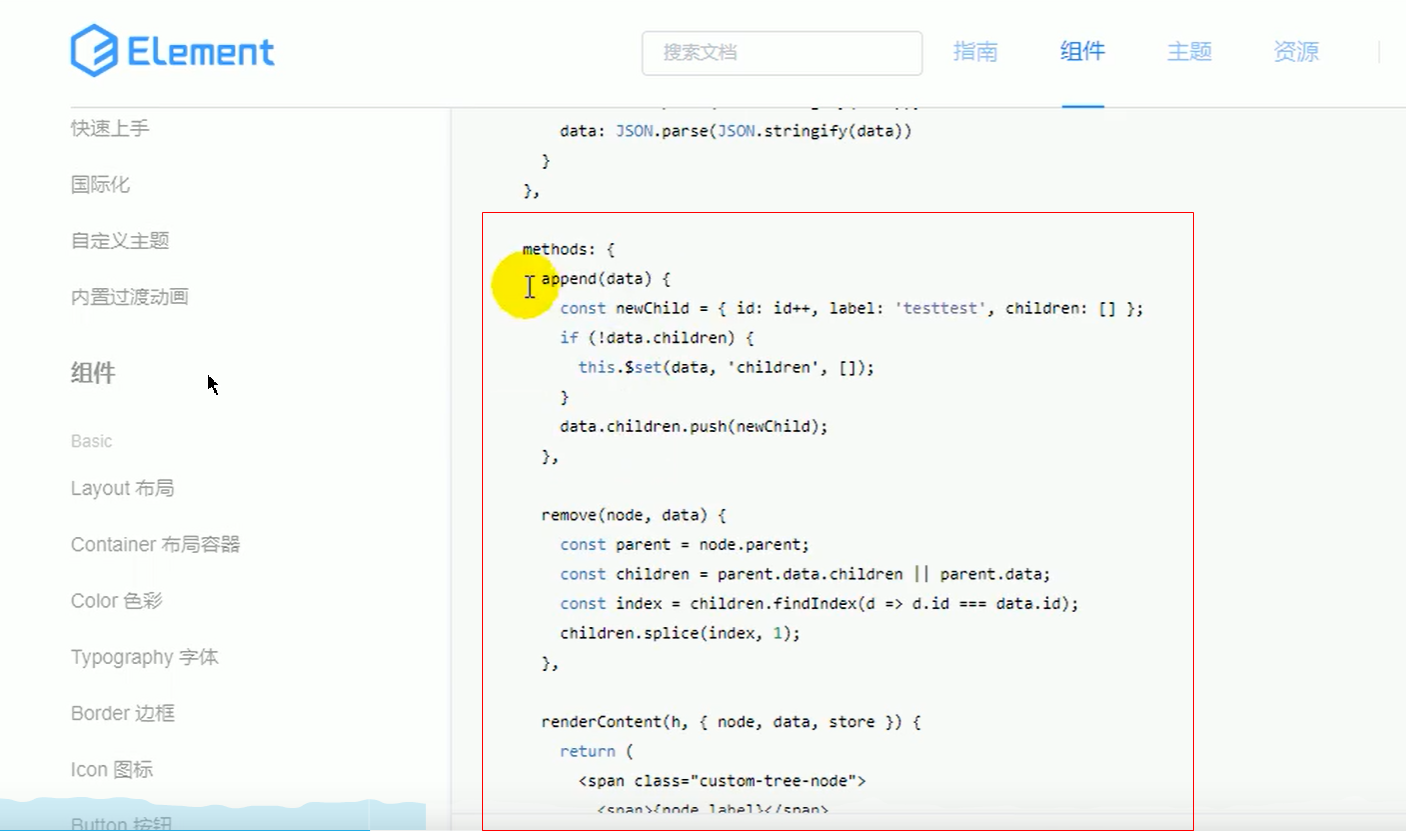 Element
搜索文档
指南
组件
主题
资源
快速上手
国际化
自定义主题
内置过渡动画
组件
Basic
Layout 布局
Container 布局容器
Color 色彩
Typography 字体
Border 边框
Icon 图标
Button 按钮
data: JSON.parse(JSON.stringify(data))
}
},
methods: {
append(data) {
const newChild = { id: id++, label: 'testtest', children: [] };
if (!data.children) {
this.$set(data, 'children', []);
}
data.children.push(newChild);
},
remove(node, data) {
const parent = node.parent;
const children = parent.data.children || parent.data;
const index = children.findIndex(d => d.id === data.id);
children.splice(index, 1);
},
renderContent(h, { node, data, store }) {
return (
<span class="custom-tree-node">
<span>{node.label}</span>